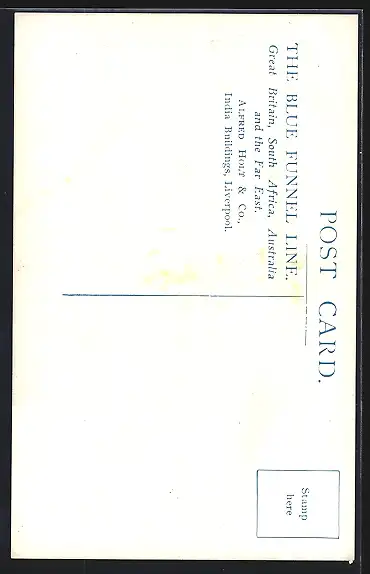 POST CARD.
THE BLUE FUNNEL LINE.
Great Britain, South Africa, Australia
and the Far East.
ALFRED HOLT & Co.,
India Buildings, Liverpool.
Stamp
here